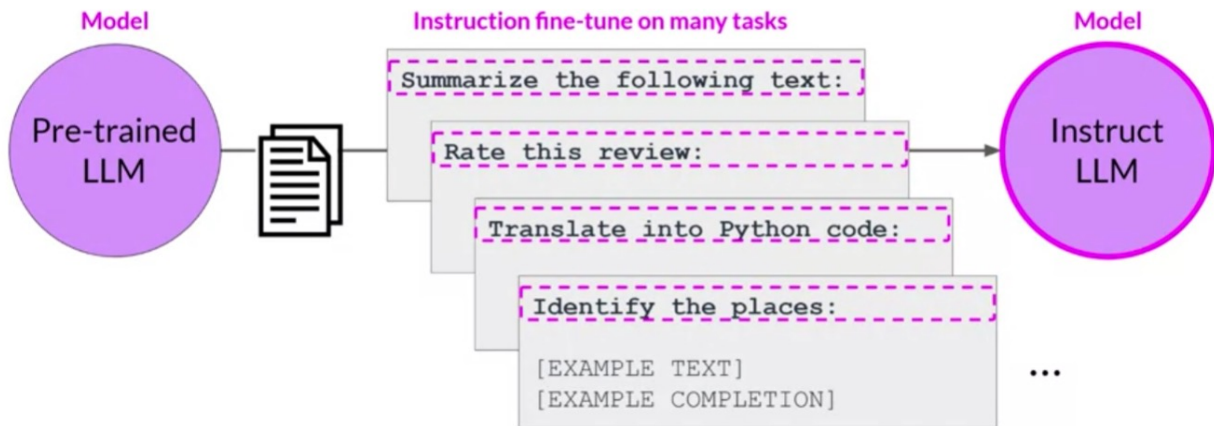 Model
Instruction fine-tune on many tasks
Model
Pre-trained
LLM
Summarize the following text:
Rate this review:
Translate into Python code:
Identify the places:
[EXAMPLE TEXT]
[EXAMPLE COMPLETION]
...
Instruct
LLM